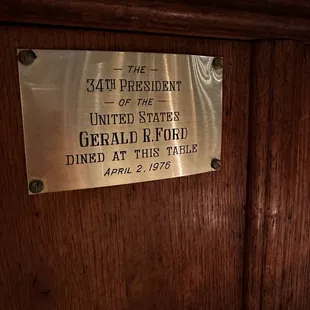 — THE —
34TH PRESIDENT
— OF THE —
UNITED STATES
GERALD R. FORD
DINED AT THIS TABLE
APRIL 2, 1976